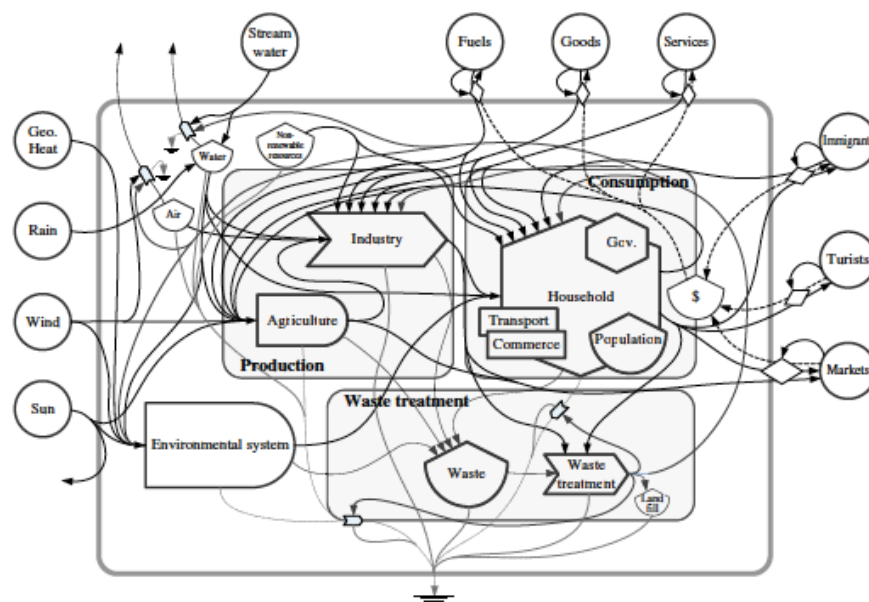 Stream
water
Fuels
Goods
Services
Geo.
Heat
Water
Non-
renewable
resources
Immigrant
Consumption
Air
Industry
Gov.
Rain
Household
Turists
$
Wind
Agriculture
Transport
Commerce
Population
Production
Markets
Sun
Waste treatment
Environmental system
Waste
Waste
treatment
Land
fill